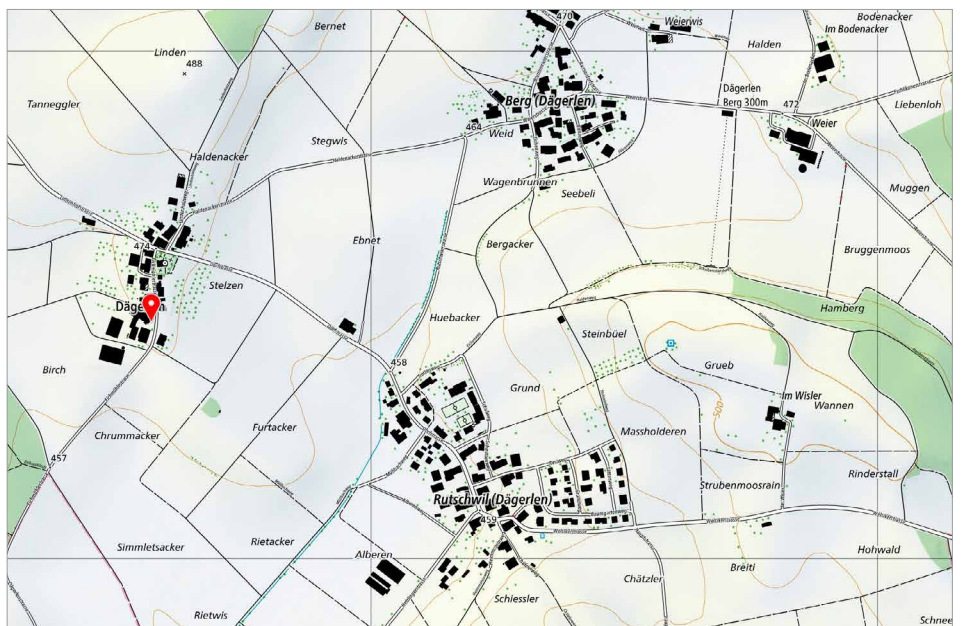 Bernet
470
Weierwis
Bodenacker
Im Bodenacker
Linden
488
Halden
Tanneggler
Berg (Dägerlen)
Dägerlen
Berg 300m
472
Liebenloh
Weier
464
Weid
Stegwis
Haldenacker
Wagenbrunnen
Seebeli
Muggen
Ebnet
Bergacker
Bruggenmoos
474
Stelzen
Dägerlen
Huebacker
Steinbüel
Hamberg
Birch
458
Grueb
Grund
500
Im Wisler
Wannen
Chrummacker
Furtacker
Massholderen
457
Rinderstall
Strubenmoosrain
Rutschwil (Dägerlen)
459
Simmletsacker
Rietacker
Alberen
Hohwald
Breiti
Chätzler
Schiessler
Rietwis
Schnee